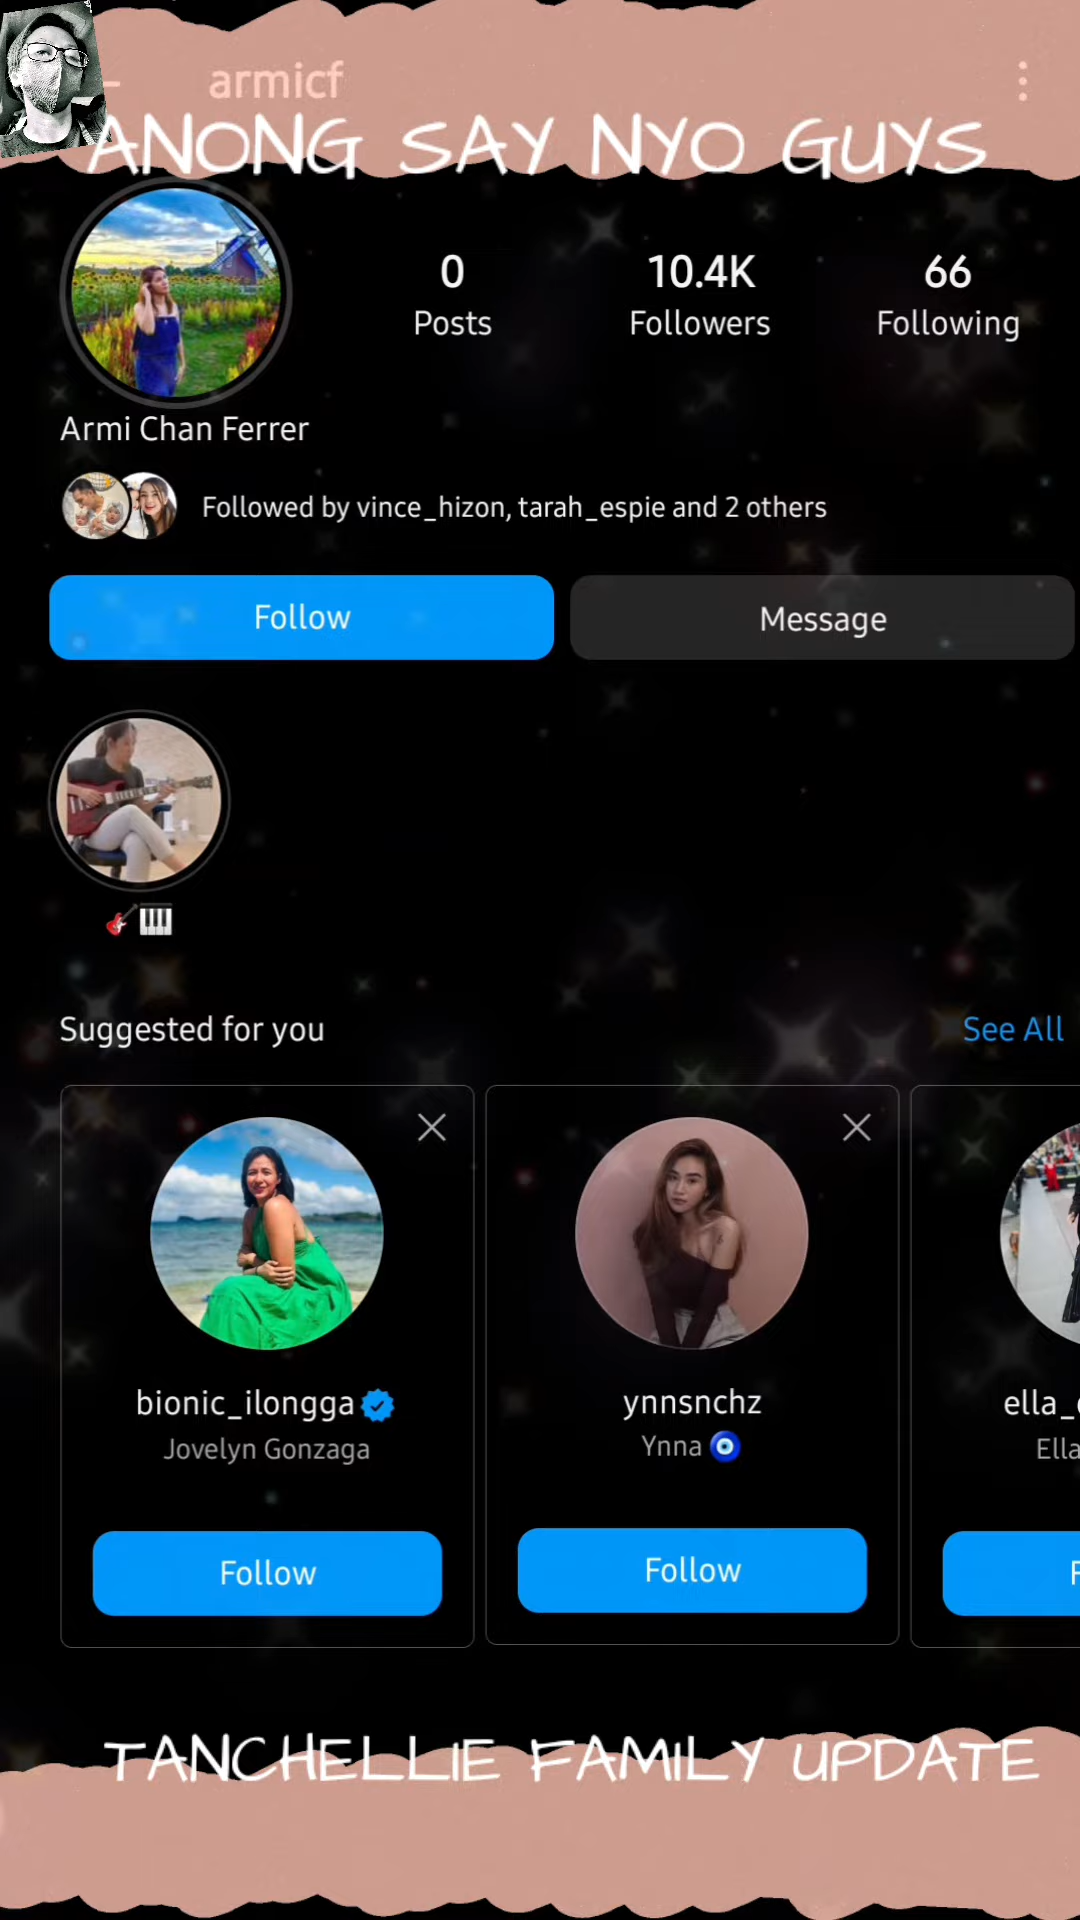 armicf
ANONG SAY NYO GUYS
0 10.4K 66
Posts Followers Following
Armi Chan Ferrer
Followed by vince_hizon, tarah_espie and 2 others
Follow Message
🎸🎹
Suggested for you See All
bionic_ilongga ynnsnchz ella_
Jovelyn Gonzaga Ynna 🧿 Ella
Follow Follow F
TANCHELLIE FAMILY UPDATE